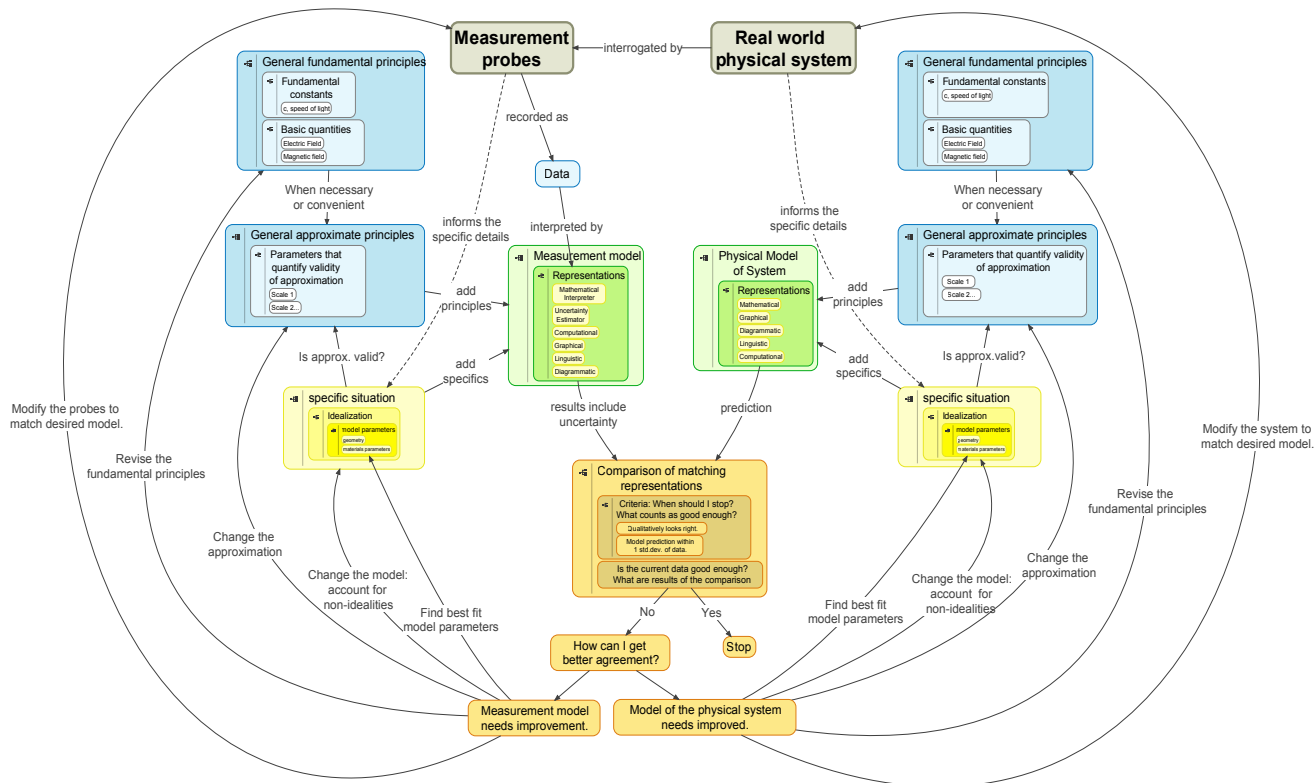 Measurement
probes
interrogated by
Real world
physical system
General fundamental principles
Fundamental
constants
c, speed of light
Basic quantities
Electric Field
Magnetic field
When necessary
or convenient
General approximate principles
Parameters that
quantify validity
of approximation
Scale 1
Scale 2...
Is approx. valid?
specific situation
Idealization
model parameters
geometry
materials parameters
recorded as
Data
interpreted by
informs the
specific details
add
principles
add
specifics
Measurement model
Representations
Mathematical
Interpreter
Uncertainty
Estimator
Computational
Graphical
Linguistic
Diagrammatic
results include
uncertainty
Physical Model
of System
Representations
Mathematical
Graphical
Diagrammatic
Linguistic
Computational
prediction
informs the
specific details
add
principles
add
specifics
General fundamental principles
Fundamental constants
c, speed of light
Basic quantities
Electric Field
Magnetic field
When necessary
or convenient
General approximate principles
Parameters that quantify validity
of approximation
Scale 1
Scale 2...
Is approx.valid?
specific situation
Idealization
model parameters
geometry
materials parameters
Comparison of matching
representations
Criteria: When should I stop?
What counts as good enough?
Qualitatively looks right.
Model prediction within
1 std.dev. of data.
Is the current data good enough?
What are results of the comparison
No
Yes
Stop
How can I get
better agreement?
Measurement model
needs improvement.
Model of the physical system
needs improved.
Modify the probes to
match desired model.
Revise the
fundamental principles
Change the
approximation
Change the model:
account for
non-idealities
Find best fit
model parameters
Find best fit
model parameters
Change the model:
account for
non-idealities
Change the
approximation
Revise the
fundamental principles
Modify the system to
match desired model.